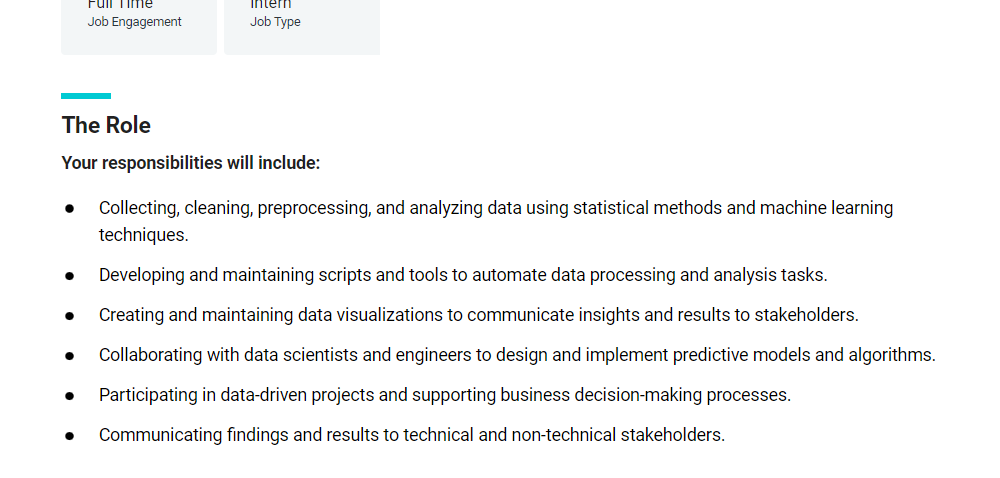 Full Time
Intern
Job Engagement
Job Type
The Role
Your responsibilities will include:
● Collecting, cleaning, preprocessing, and analyzing data using statistical methods and machine learning
techniques.
● Developing and maintaining scripts and tools to automate data processing and analysis tasks.
● Creating and maintaining data visualizations to communicate insights and results to stakeholders.
● Collaborating with data scientists and engineers to design and implement predictive models and algorithms.
● Participating in data-driven projects and supporting business decision-making processes.
● Communicating findings and results to technical and non-technical stakeholders.